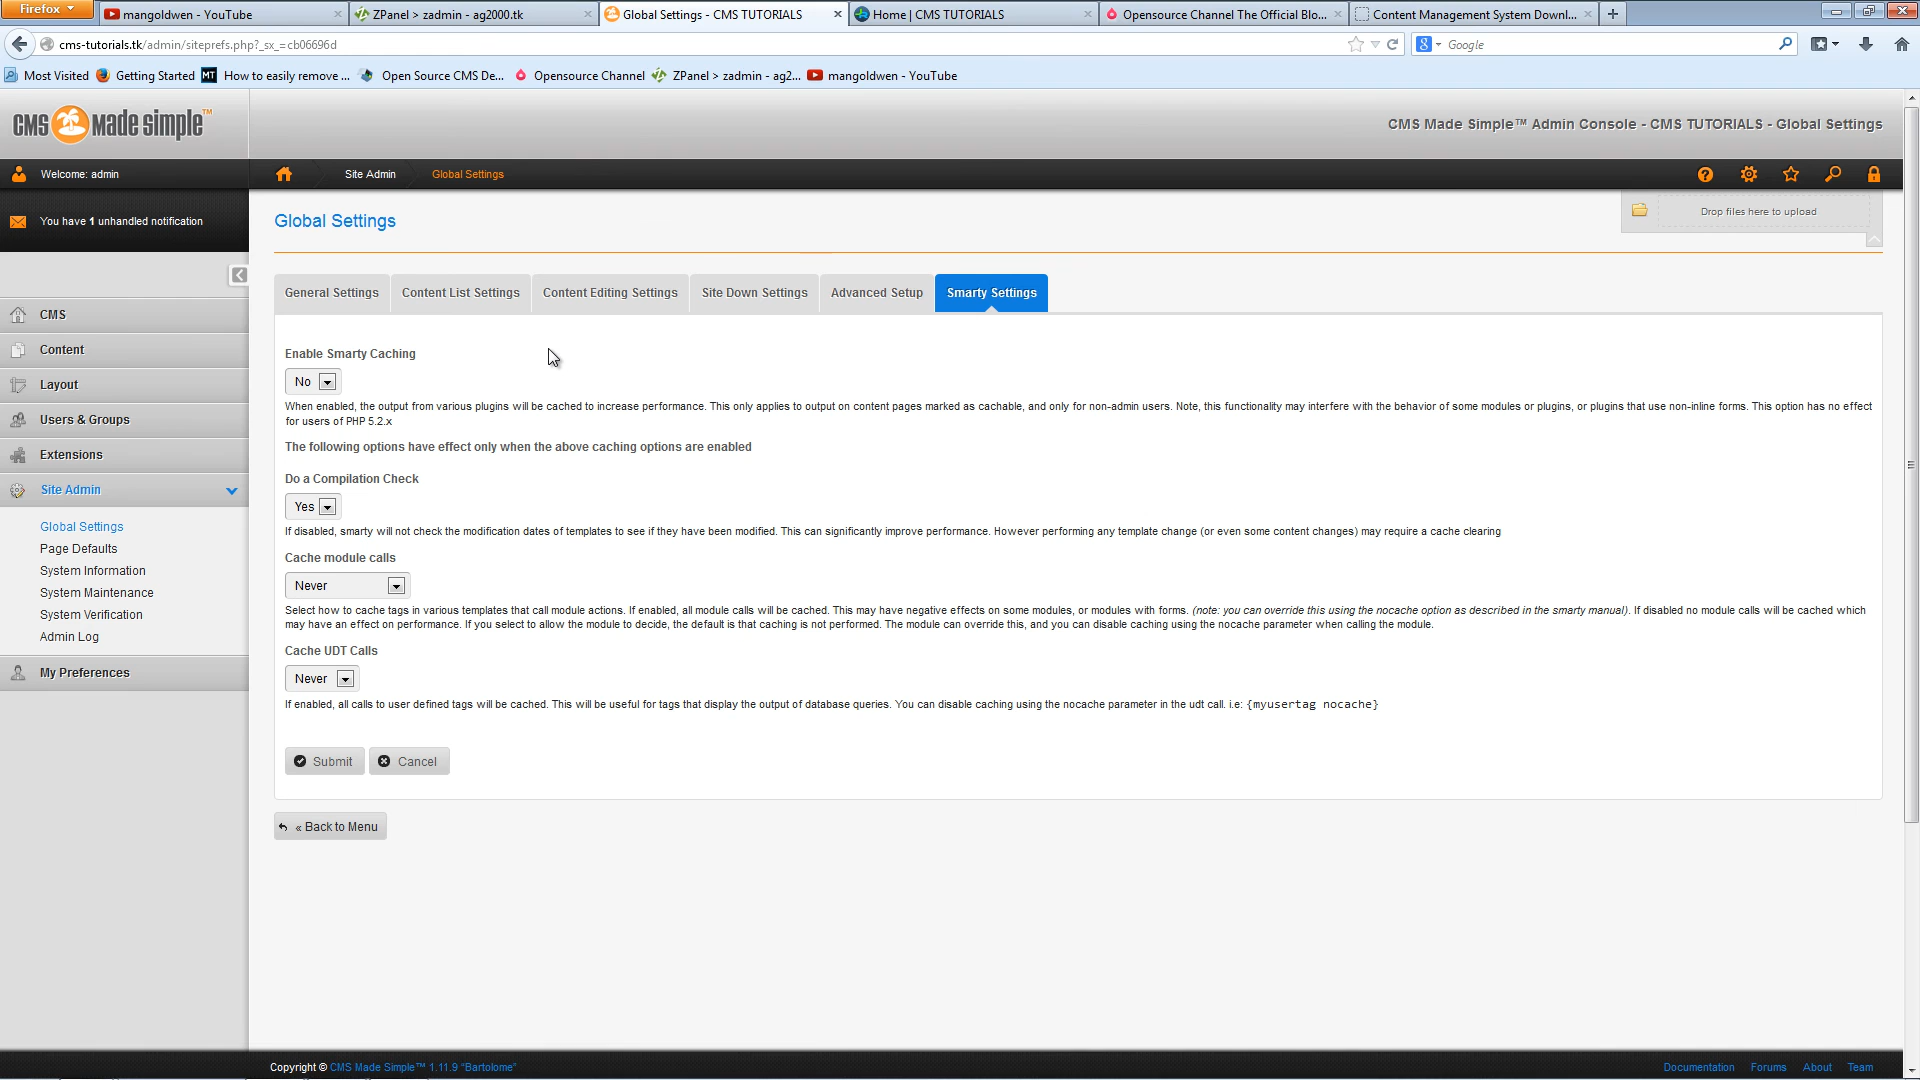 Firefox
mangoldwen - YouTube
ZPanel > zadmin - ag2000.tk
Global Settings - CMS TUTORIALS
Home | CMS TUTORIALS
Opensource Channel The Official Blo...
Content Management System Downl...
cms-tutorials.tk/admin/siteprefs.php?_sx_=cb06696d
Google
Most Visited
Getting Started
How to easily remove ...
Open Source CMS De...
Opensource Channel
ZPanel > zadmin - ag2...
mangoldwen - YouTube
CMS Made Simple™
CMS Made Simple™ Admin Console - CMS TUTORIALS - Global Settings
Welcome: admin
Site Admin
Global Settings
You have 1 unhandled notification
Global Settings
Drop files here to upload
General Settings
Content List Settings
Content Editing Settings
Site Down Settings
Advanced Setup
Smarty Settings
CMS
Content
Layout
Users & Groups
Extensions
Site Admin
Global Settings
Page Defaults
System Information
System Maintenance
System Verification
Admin Log
My Preferences
Enable Smarty Caching
No
When enabled, the output from various plugins will be cached to increase performance. This only applies to output on content pages marked as cachable, and only for non-admin users. Note, this functionality may interfere with the behavior of some modules or plugins, or plugins that use non-inline forms. This option has no effect
for users of PHP 5.2.x
The following options have effect only when the above caching options are enabled
Do a Compilation Check
Yes
If disabled, smarty will not check the modification dates of templates to see if they have been modified. This can significantly improve performance. However performing any template change (or even some content changes) may require a cache clearing
Cache module calls
Never
Select how to cache tags in various templates that call module actions. If enabled, all module calls will be cached. This may have negative effects on some modules, or modules with forms. (note: you can override this using the nocache option as described in the smarty manual). If disabled no module calls will be cached which
may have an effect on performance. If you select to allow the module to decide, the default is that caching is not performed. The module can override this, and you can disable caching using the nocache parameter when calling the module.
Cache UDT Calls
Never
If enabled, all calls to user defined tags will be cached. This will be useful for tags that display the output of database queries. You can disable caching using the nocache parameter in the udt call. i.e: {myusertag nocache}
Submit
Cancel
« Back to Menu
Copyright © CMS Made Simple™ 1.11.9 "Bartolome"
Documentation
Forums
About
Team